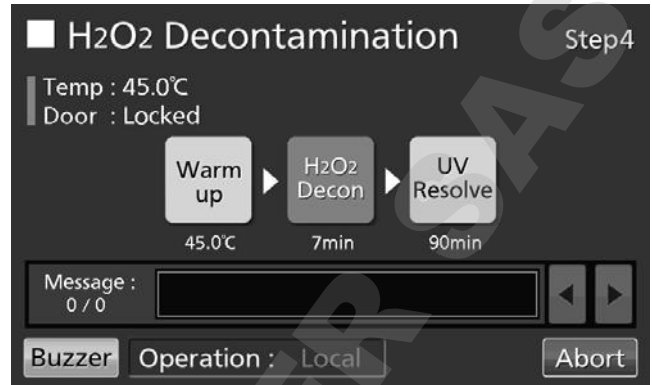 H2O2 Decontamination
Step4
Temp : 45.0℃
Door : Locked
Warm up
H2O2 Decon
UV Resolve
45.0℃
7min
90min
Message :
0 / 0
Buzzer
Operation : Local
Abort